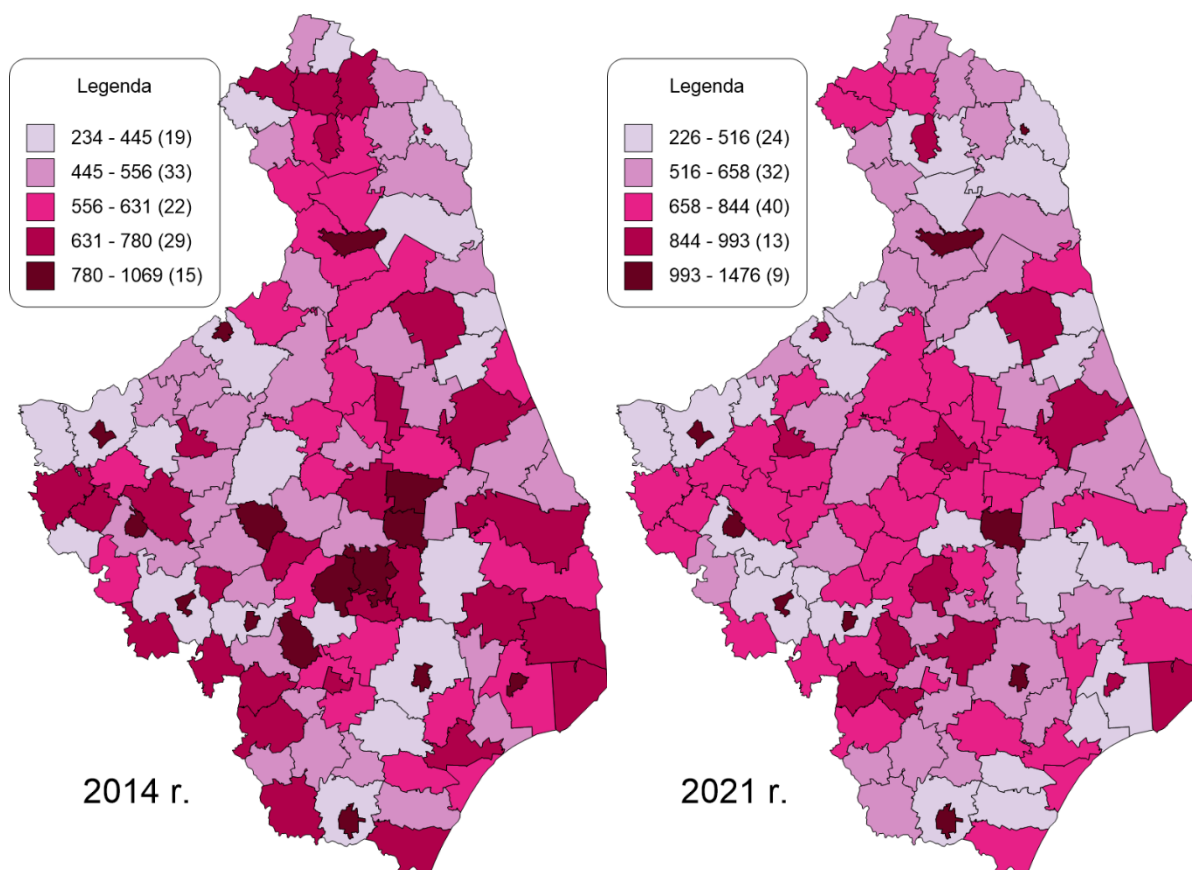 Legenda
234 - 445 (19)
445 - 556 (33)
556 - 631 (22)
631 - 780 (29)
780 - 1069 (15)
2014 r.
Legenda
226 - 516 (24)
516 - 658 (32)
658 - 844 (40)
844 - 993 (13)
993 - 1476 (9)
2021 r.